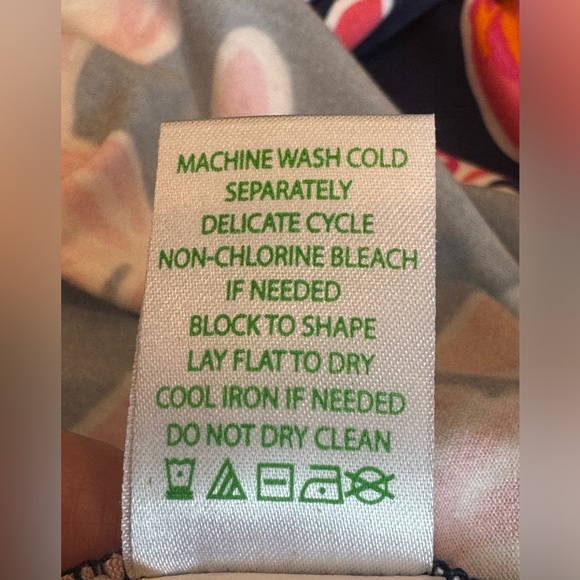 MACHINE WASH COLD
SEPARATELY
DELICATE CYCLE
NON-CHLORINE BLEACH
IF NEEDED
BLOCK TO SHAPE
LAY FLAT TO DRY
COOL IRON IF NEEDED
DO NOT DRY CLEAN